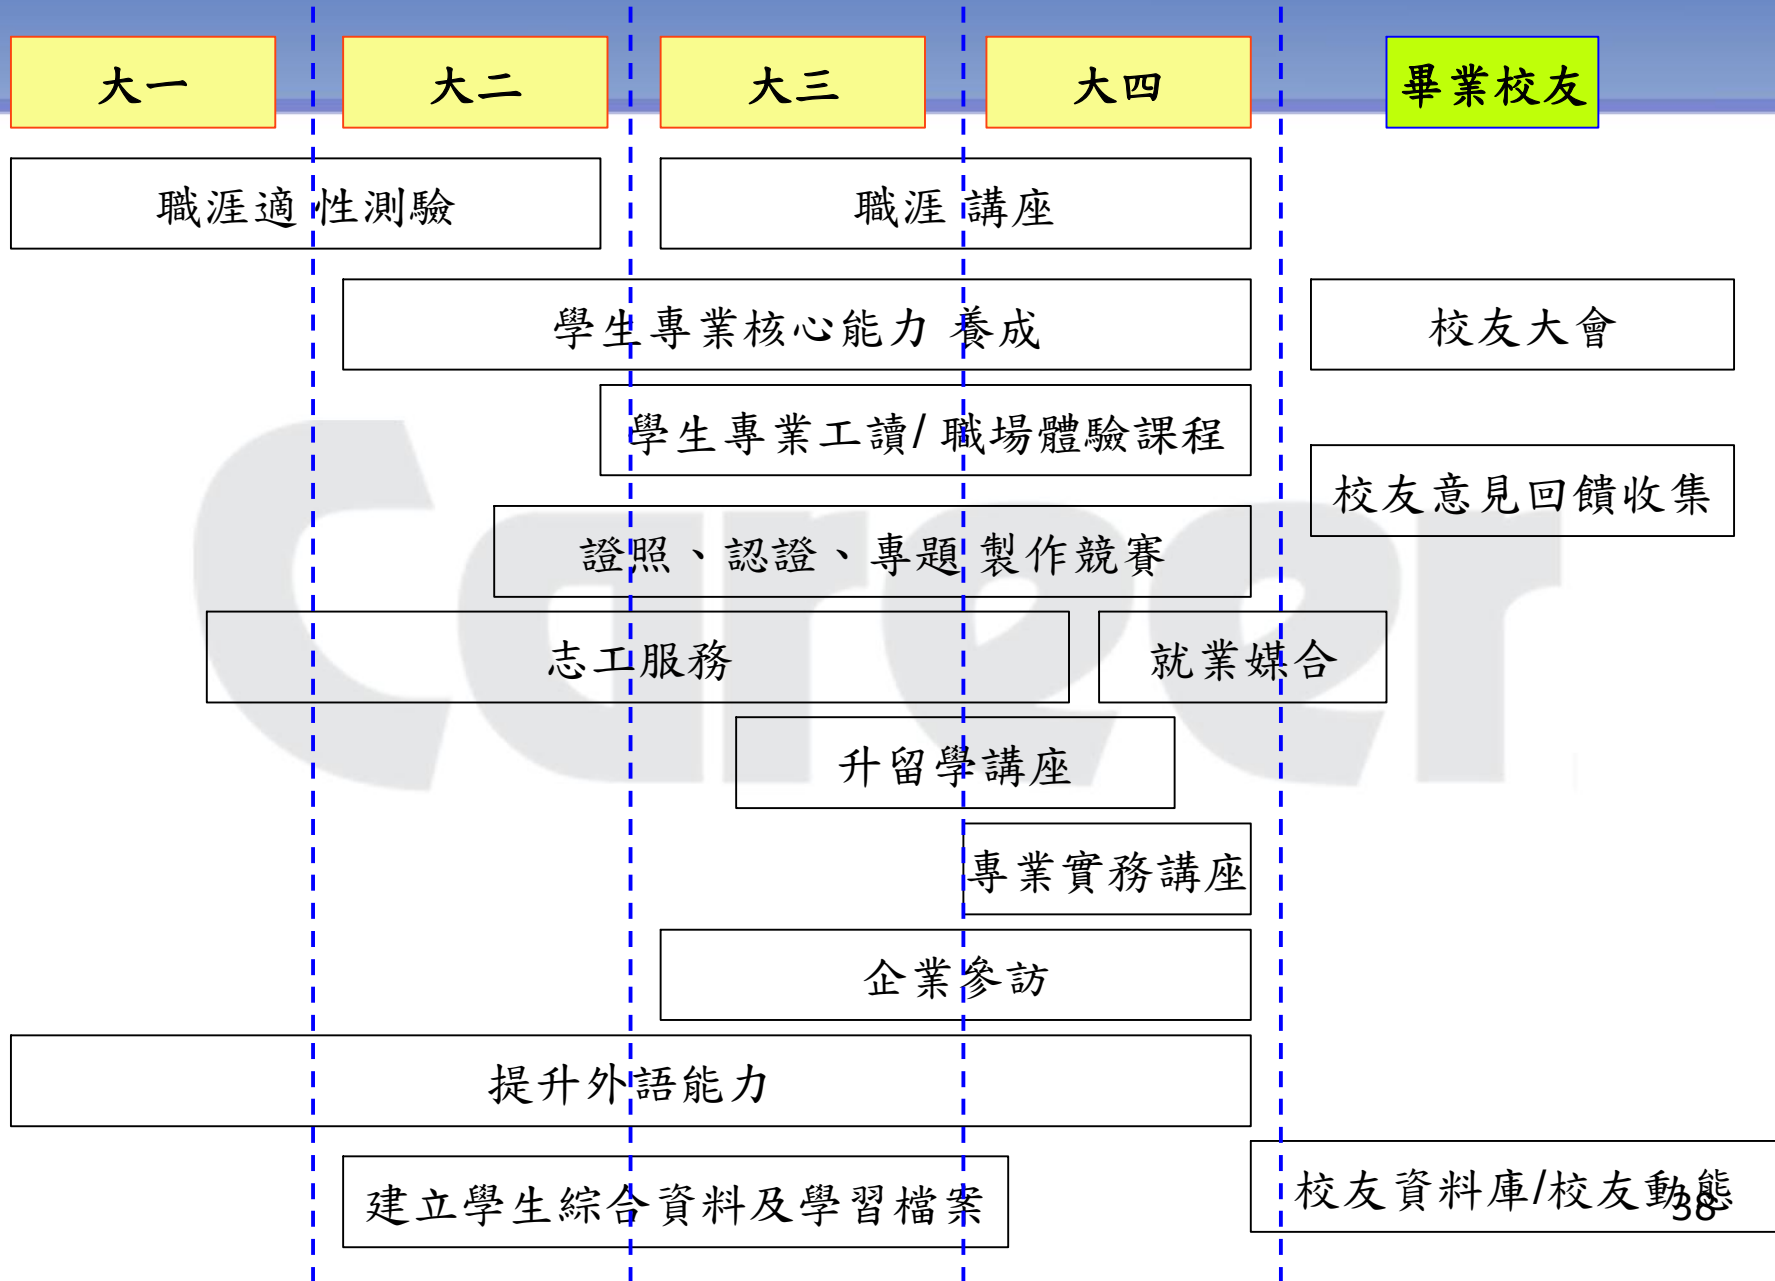 大一
大二
大三
大四
畢業校友
職涯適 性測驗
職涯 講座
學生專業核心能力 養成
校友大會
學生專業工讀/ 職場體驗課程
校友意見回饋收集
證照、認證、專題 製作競賽
志工服務
就業媒合
升留學講座
專業實務講座
企業參訪
提升外語能力
建立學生綜合資料及學習檔案
校友資料庫/校友動態
38
Career